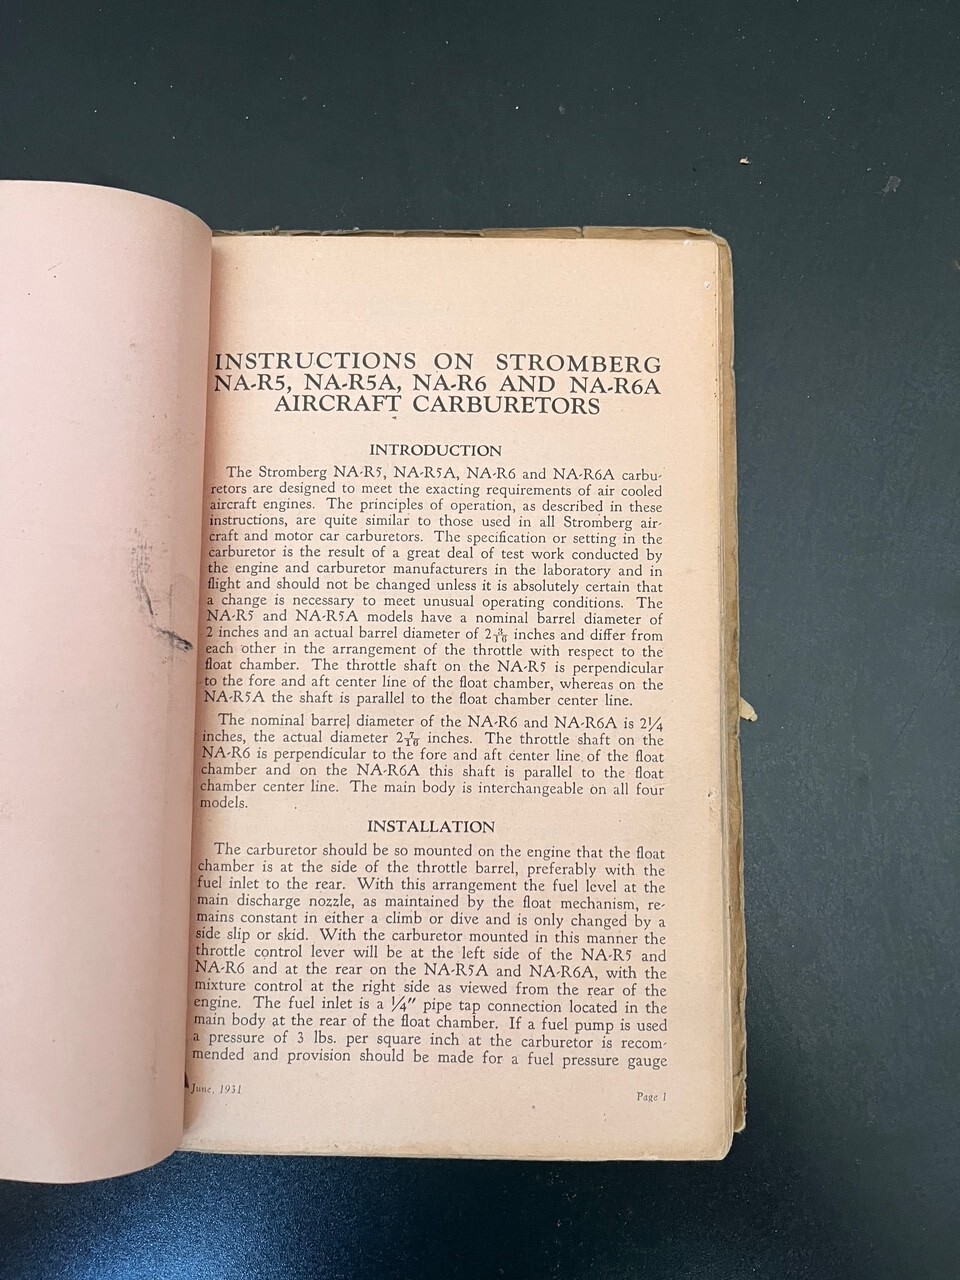 INSTRUCTIONS ON STROMBERG
NA-R5, NA-R5A, NA-R6 AND NA-R6A
AIRCRAFT CARBURETORS
INTRODUCTION
The Stromberg NA-R5, NA-R5A, NA-R6 and NA-R6A carbu-
retors are designed to meet the exacting requirements of air cooled
aircraft engines. The principles of operation, as described in these
instructions, are quite similar to those used in all Stromberg air-
craft and motor car carburetors. The specification or setting in the
carburetor is the result of a great deal of test work conducted by
the engine and carburetor manufacturers in the laboratory and in
flight and should not be changed unless it is absolutely certain that
a change is necessary to meet unusual operating conditions. The
NA-R5 and NA-R5A models have a nominal barrel diameter of
2 inches and an actual barrel diameter of 2 3/16 inches and differ from
each other in the arrangement of the throttle with respect to the
float chamber. The throttle shaft on the NA-R5 is perpendicular
to the fore and aft center line of the float chamber, whereas on the
NA-R5A the shaft is parallel to the float chamber center line.
The nominal barrel diameter of the NA-R6 and NA-R6A is 2¼
inches, the actual diameter 2 7/16 inches. The throttle shaft on the
NA-R6 is perpendicular to the fore and aft center line of the float
chamber and on the NA-R6A this shaft is parallel to the float
chamber center line. The main body is interchangeable on all four
models.
INSTALLATION
The carburetor should be so mounted on the engine that the float
chamber is at the side of the throttle barrel, preferably with the
fuel inlet to the rear. With this arrangement the fuel level at the
main discharge nozzle, as maintained by the float mechanism, re-
mains constant in either a climb or dive and is only changed by a
side slip or skid. With the carburetor mounted in this manner the
throttle control lever will be at the left side of the NA-R5 and
NA-R6 and at the rear on the NA-R5A and NA-R6A, with the
mixture control at the right side as viewed from the rear of the
engine. The fuel inlet is a ¼" pipe tap connection located in the
main body at the rear of the float chamber. If a fuel pump is used
a pressure of 3 lbs. per square inch at the carburetor is recom-
mended and provision should be made for a fuel pressure gauge
June, 1931
Page 1